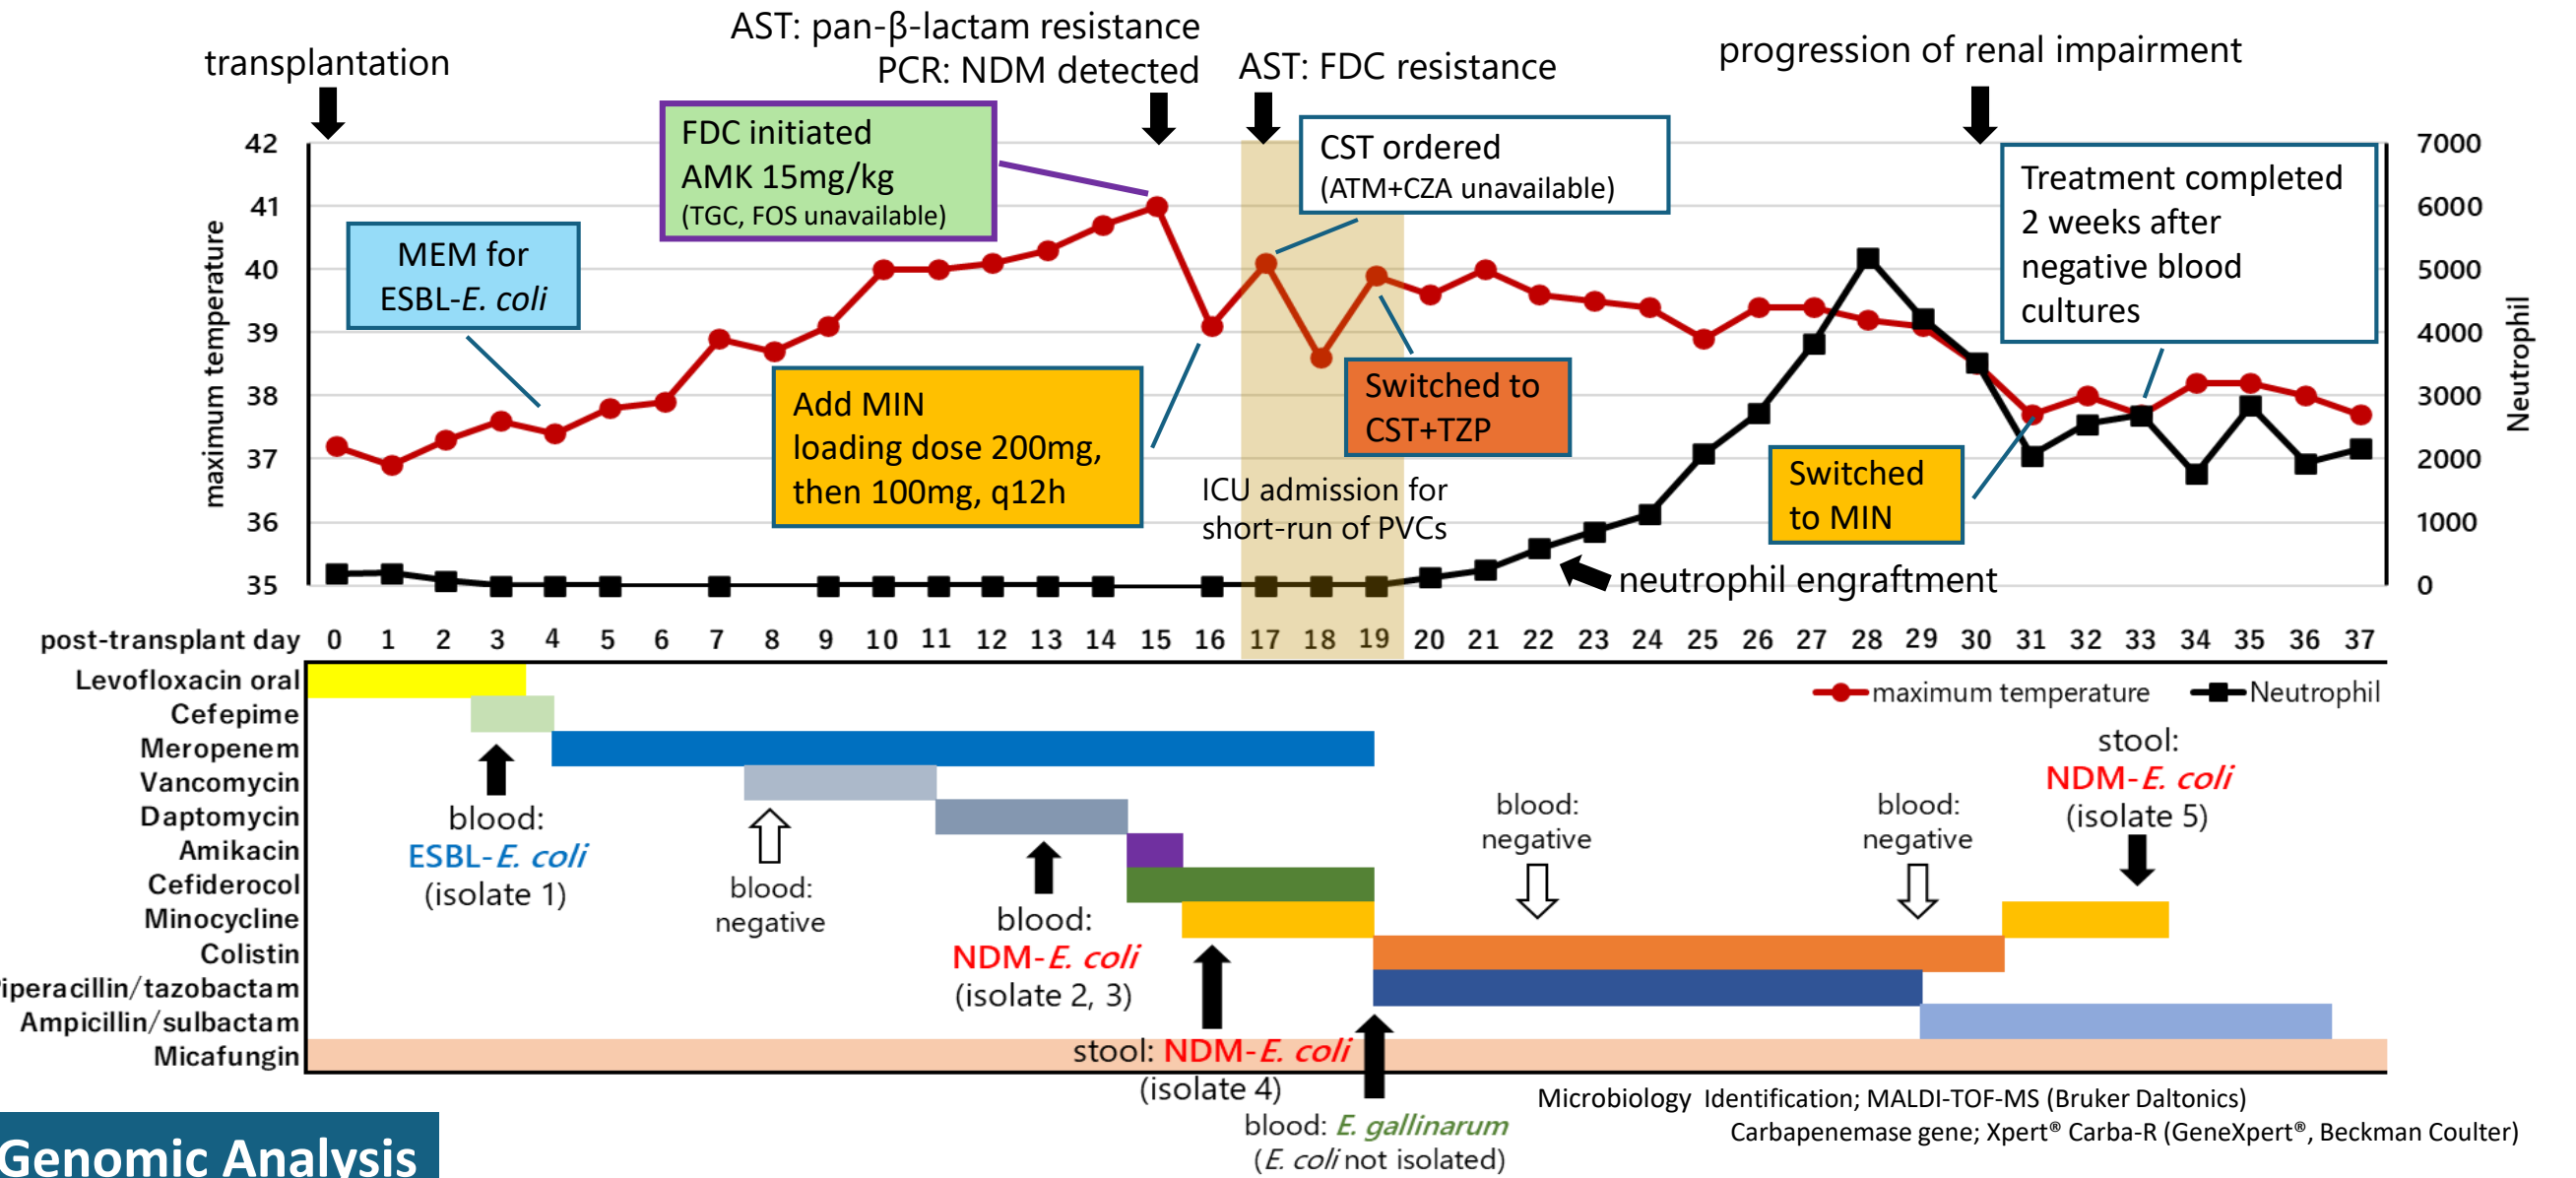 AST: pan-β-lactam resistance
PCR: NDM detected
transplantation
AST: FDC resistance
progression of renal impairment
FDC initiated
AMK 15mg/kg
(TGC, FOS unavailable)
CST ordered
(ATM+CZA unavailable)
Treatment completed
2 weeks after
negative blood
cultures
MEM for
ESBL-E. coli
Add MIN
loading dose 200mg,
then 100mg, q12h
Switched to
CST+TZP
ICU admission for
short-run of PVCs
Switched
to MIN
neutrophil engraftment
maximum temperature
42
41
40
39
38
37
36
35
7000
6000
5000
4000
3000
2000
1000
0
Neutrophil
post-transplant day 0 1 2 3 4 5 6 7 8 9 10 11 12 13 14 15 16 17 18 19 20 21 22 23 24 25 26 27 28 29 30 31 32 33 34 35 36 37
Levofloxacin oral
Cefepime
Meropenem
Vancomycin
Daptomycin
Amikacin
Cefiderocol
Minocycline
Colistin
iperacillin/tazobactam
Ampicillin/sulbactam
Micafungin
maximum temperature
Neutrophil
blood:
ESBL-E. coli
(isolate 1)
blood:
negative
blood:
NDM-E. coli
(isolate 2, 3)
stool: NDM-E. coli
(isolate 4)
blood: E. gallinarum
(E. coli not isolated)
blood:
negative
blood:
negative
stool:
NDM-E. coli
(isolate 5)
Microbiology Identification; MALDI-TOF-MS (Bruker Daltonics)
Carbapenemase gene; Xpert® Carba-R (GeneXpert®, Beckman Coulter)
Genomic Analysis